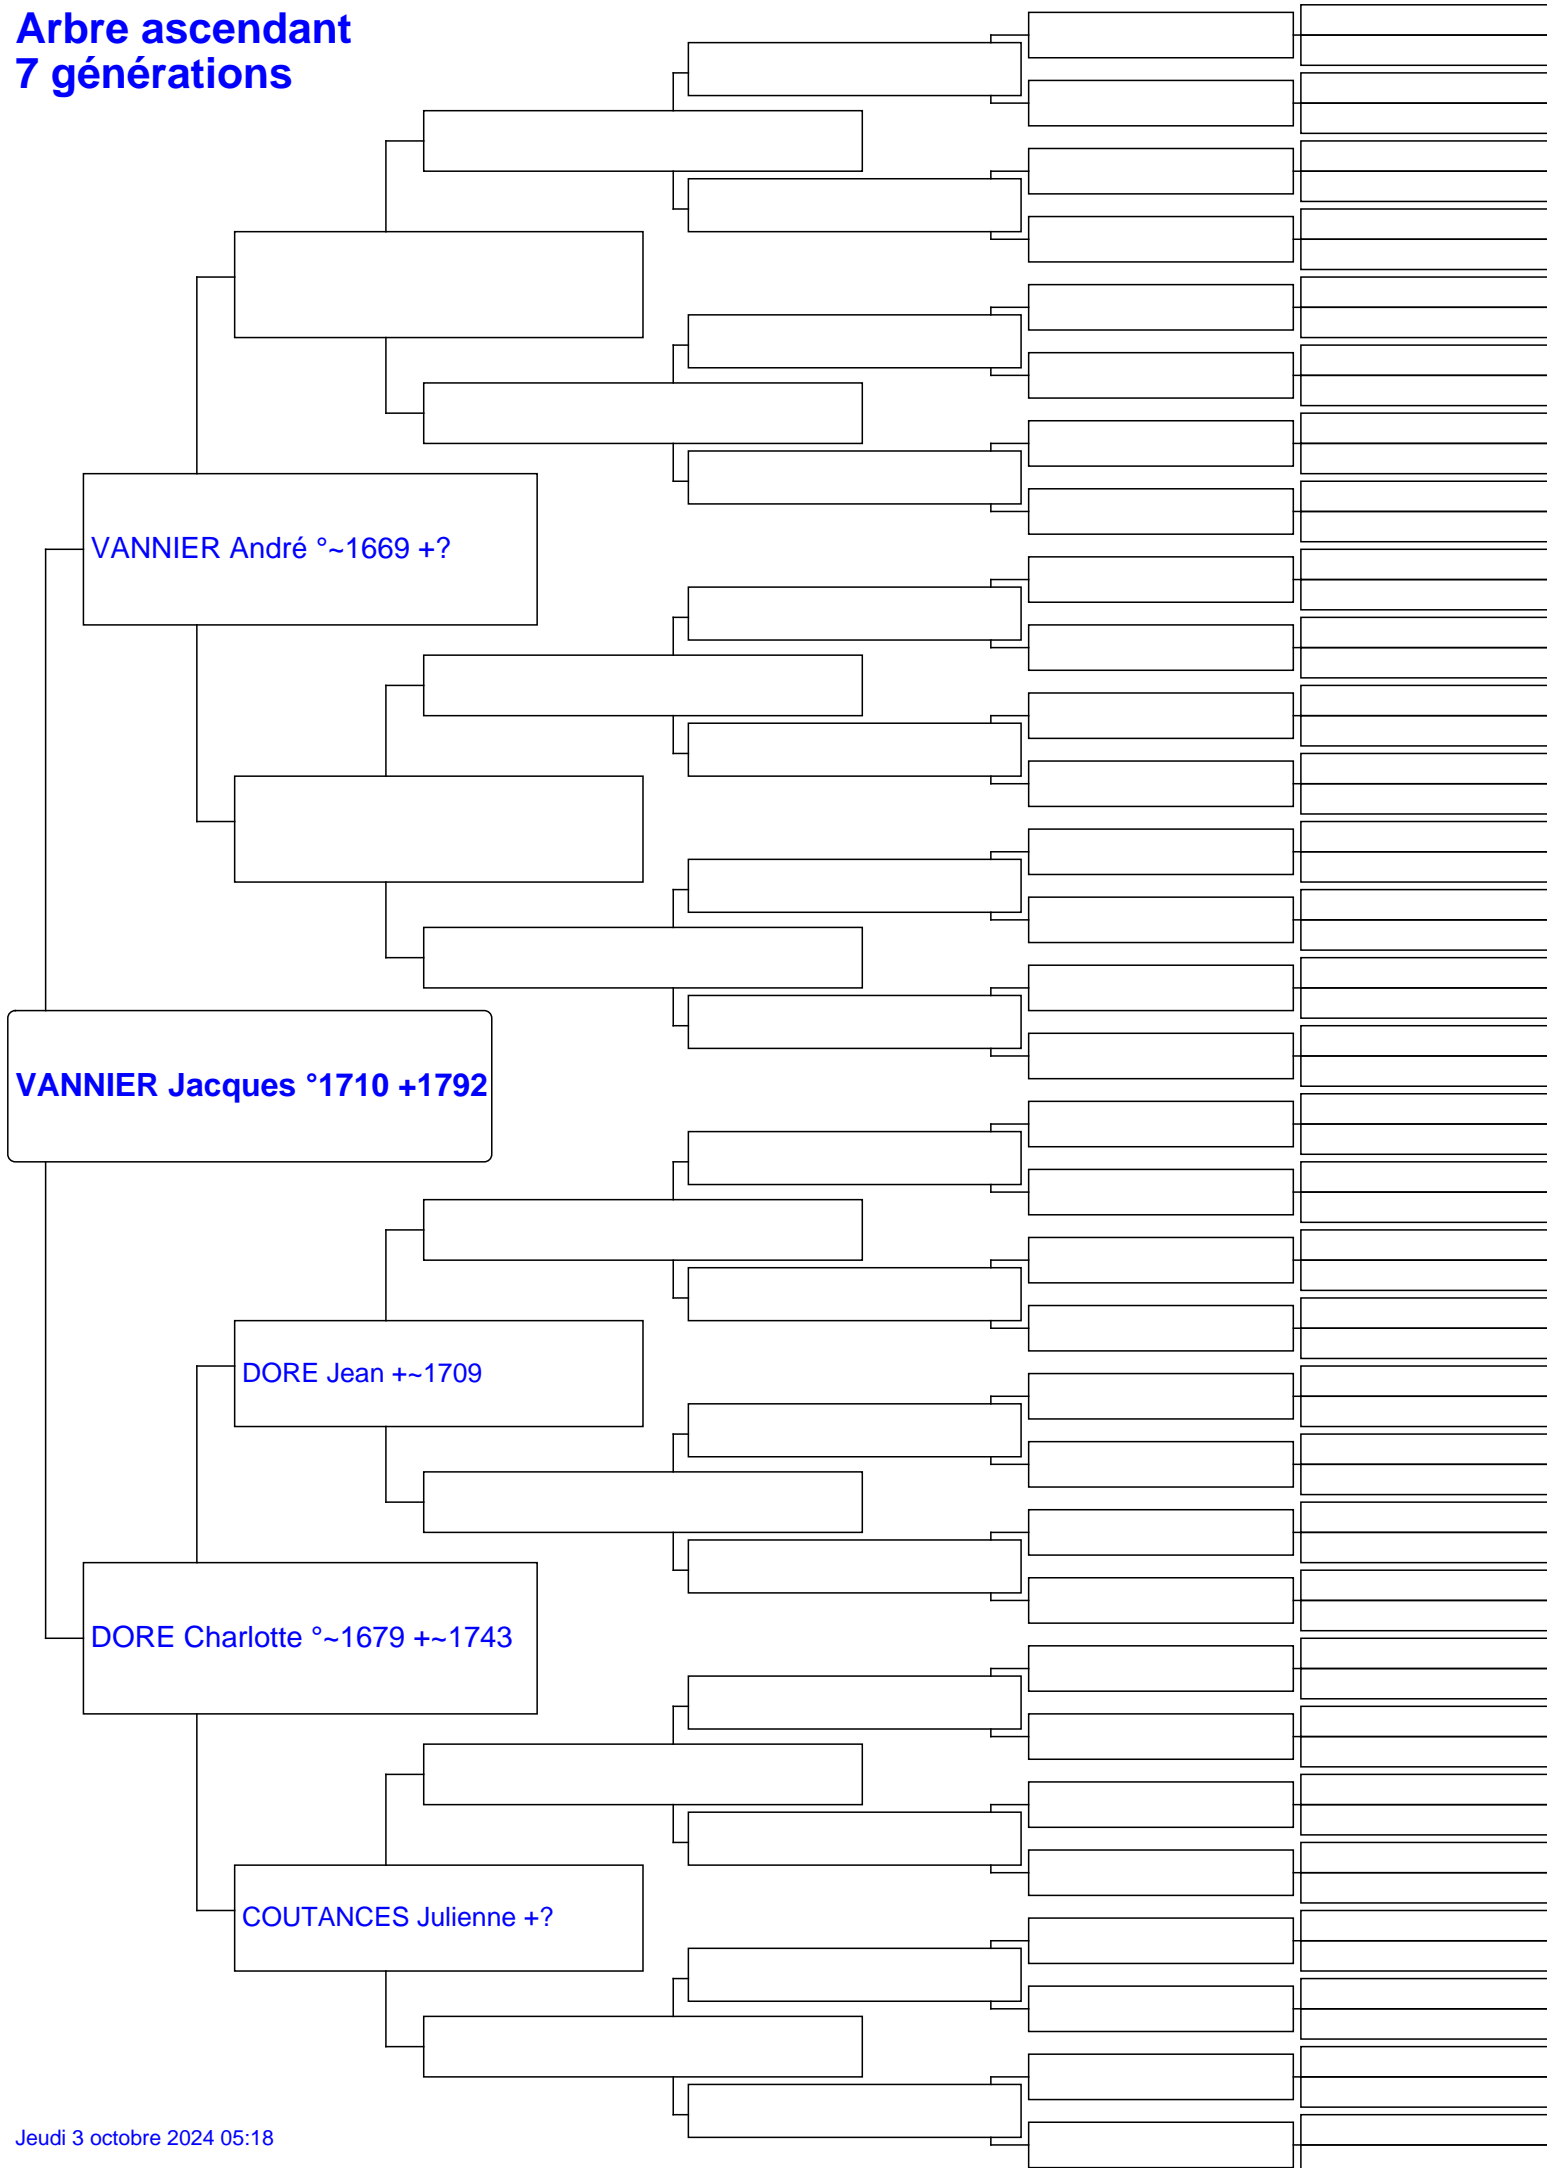 Arbre ascendant
7 générations
VANNIER André °~1669 +?
VANNIER Jacques °1710 +1792
DORE Jean +~1709
DORE Charlotte °~1679 +~1743
COUTANCES Julienne +?
Jeudi 3 octobre 2024 05:18